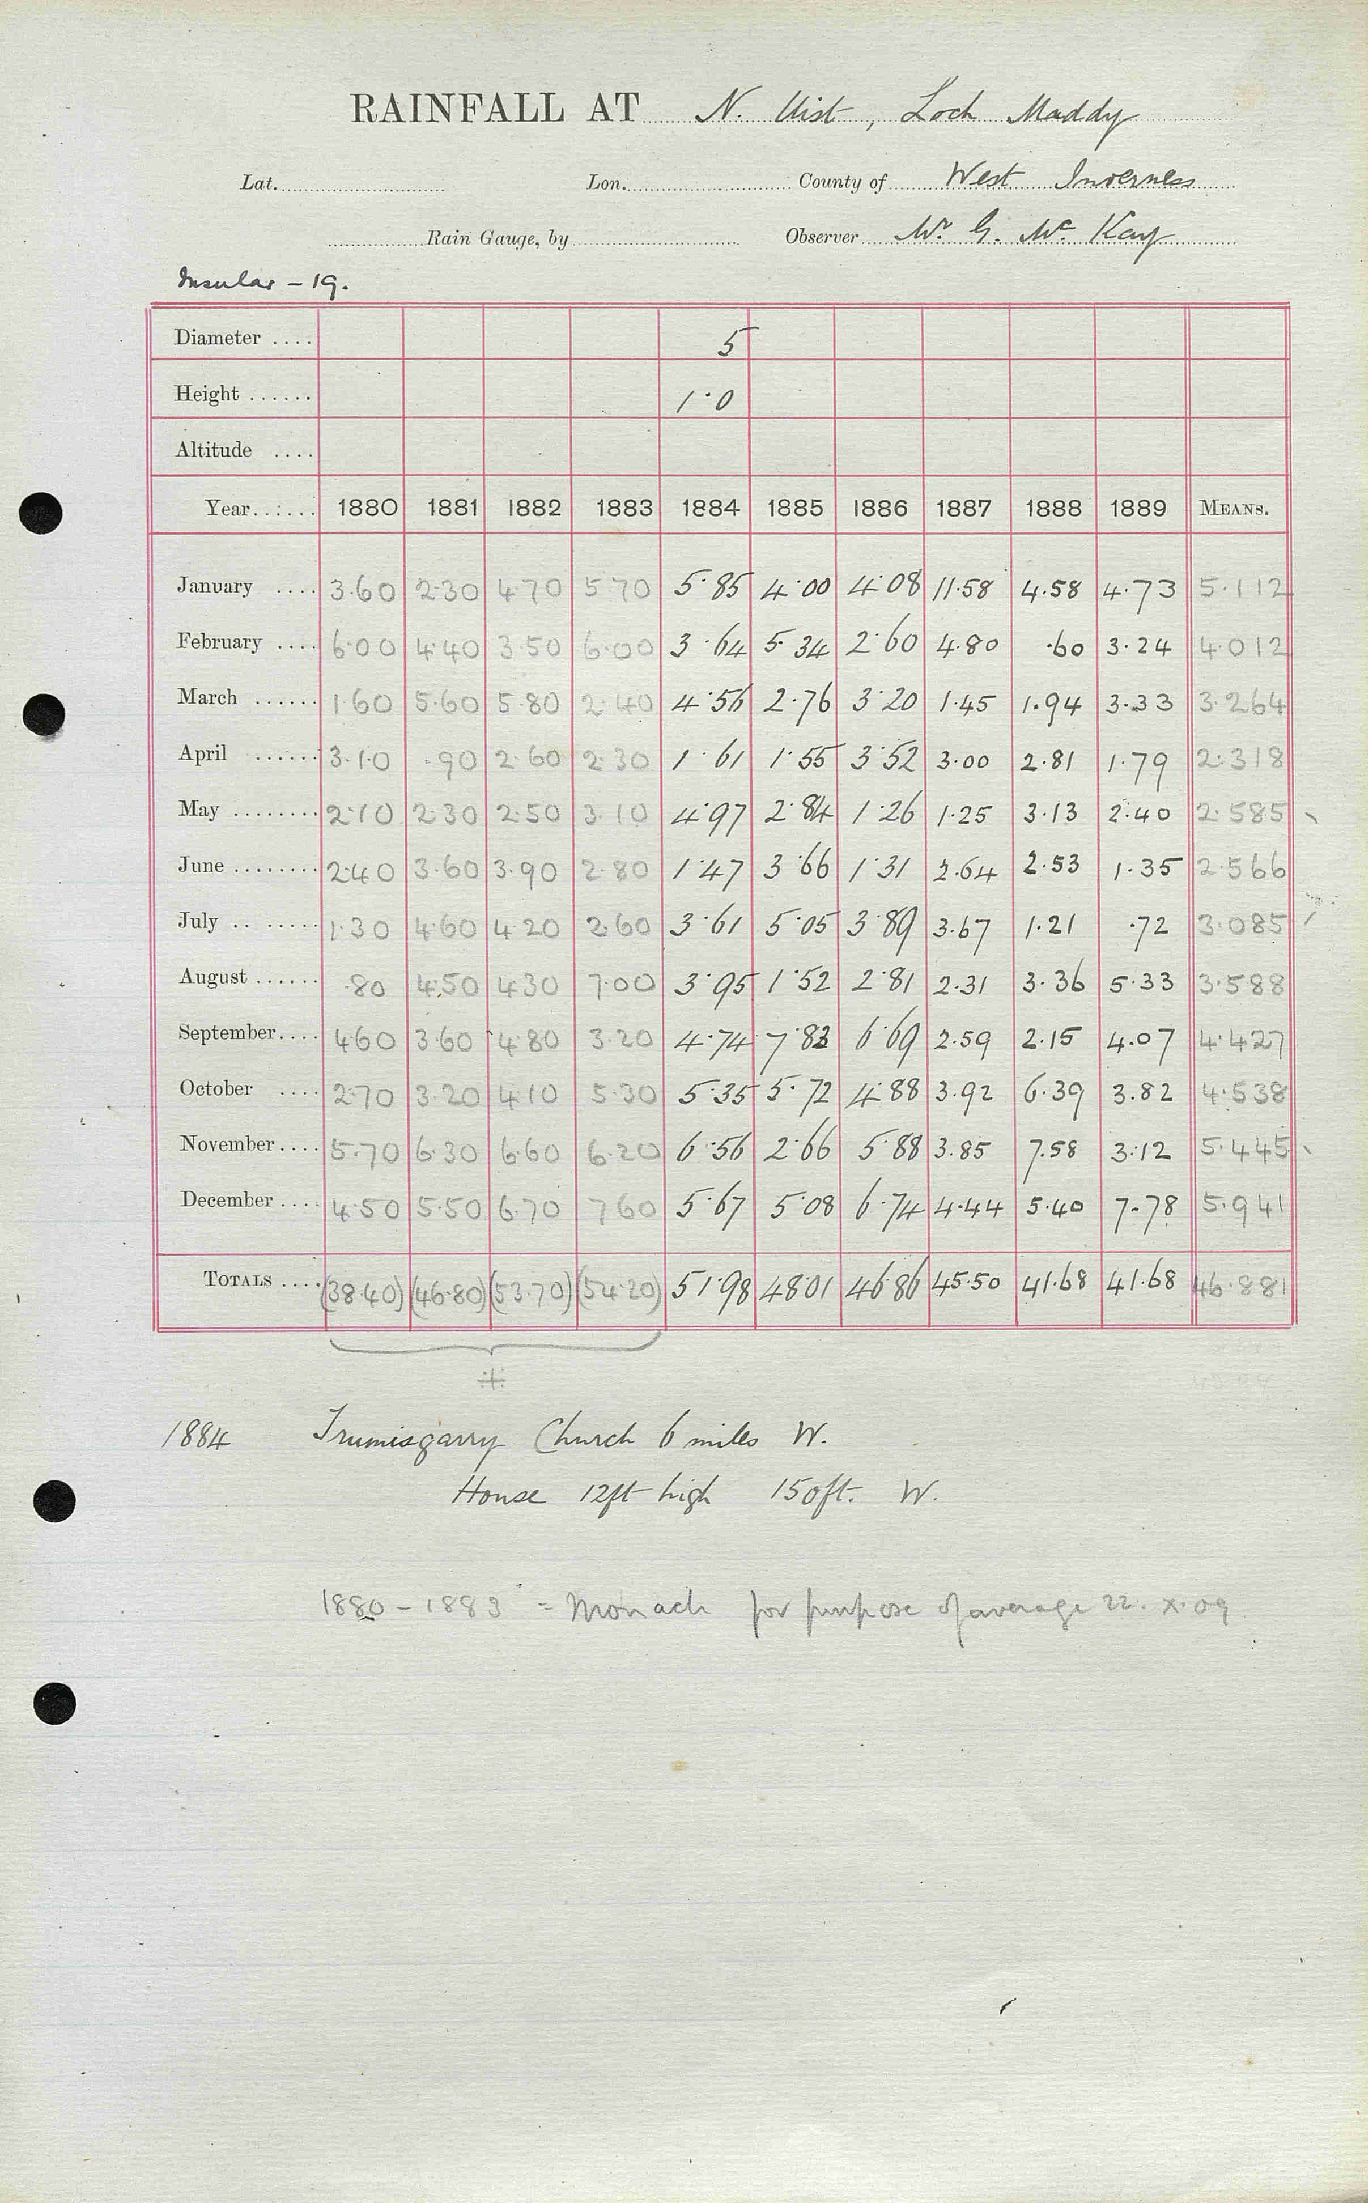 RAINFALL AT N. Uist, Loch Maddy
Lat. Lon. County of West Inverness
Rain Gauge, by Observer Mr. G. Mc Kay
Insular – 19.
Diameter .... 5
Height ...... 1·0
Altitude ....
Year...... 1880 1881 1882 1883 1884 1885 1886 1887 1888 1889 MEANS.
January .... 3·60 2·30 4·70 5·70 5·85 4·00 4·08 11·58 4·58 4·73 5·112
February .... 6·00 4·40 3·50 6·00 3·64 5·34 2·60 4·80 ·60 3·24 4·012
March ...... 1·60 5·60 5·80 2·40 4·56 2·76 3·20 1·45 1·94 3·33 3·264
April ...... 3·10 ·90 2·60 2·30 1·61 1·55 3·52 3·00 2·81 1·79 2·318
May ........ 2·10 2·30 2·50 3·10 4·97 2·84 1·26 1·25 3·13 2·40 2·585
June ........ 2·40 3·60 3·90 2·80 1·47 3·66 1·31 2·64 2·53 1·35 2·566
July .. ...... 1·30 4·60 4·20 2·60 3·61 5·05 3·89 3·67 1·21 ·72 3·085
August ...... ·80 4·50 4·30 7·00 3·95 1·52 2·81 2·31 3·36 5·33 3·588
September.... 4·60 3·60 4·80 3·20 4·74 7·83 6·69 2·59 2·15 4·07 4·427
October .... 2·70 3·20 4·10 5·30 5·35 5·72 4·88 3·92 6·39 3·82 4·538
November.... 5·70 6·30 6·60 6·20 6·56 2·66 5·88 3·85 7·58 3·12 5·445
December .... 4·50 5·50 6·70 7·60 5·67 5·08 6·74 4·44 5·40 7·78 5·941
TOTALS .... (38·40) (46·80) (53·70) (54·20) 51·98 48·01 46·86 45·50 41·68 41·68 46·881
*
1884 Trumisgarry Church 6 miles W.
House 12ft high 150ft. W.
1880 – 1883 = Monach for purpose of average 22. X. 09